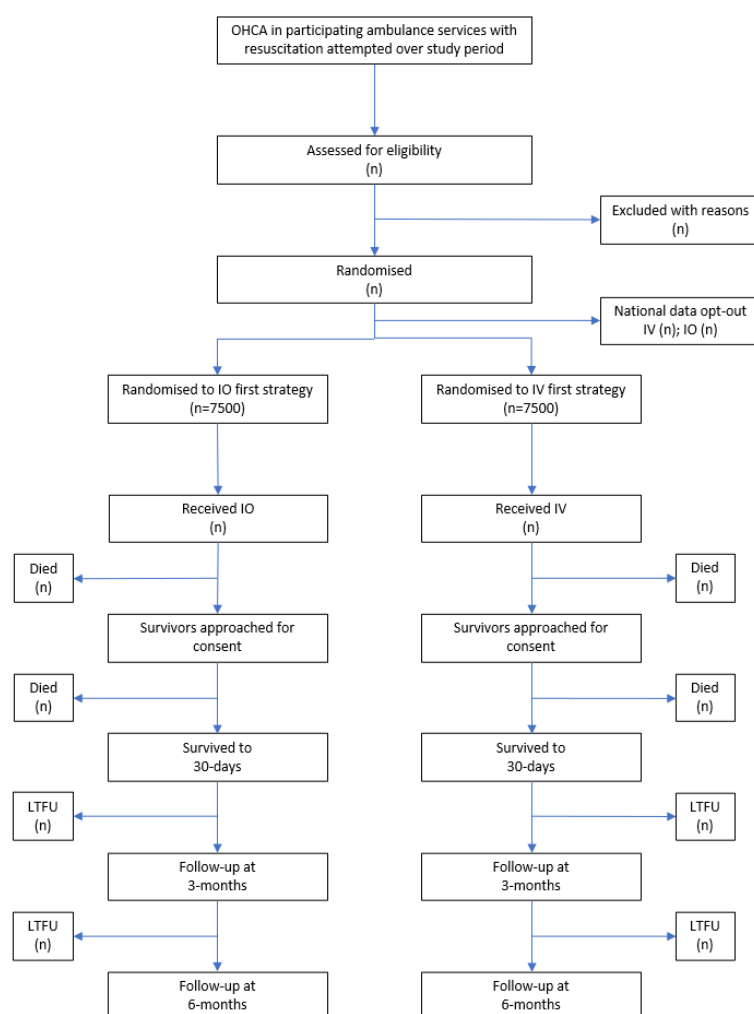 OHCA in participating ambulance services with
resuscitation attempted over study period
Assessed for eligibility
(n)
Excluded with reasons
(n)
Randomised
(n)
National data opt-out
IV (n); IO (n)
Randomised to IO first strategy
(n=7500)
Randomised to IV first strategy
(n=7500)
Received IO
(n)
Received IV
(n)
Died
(n)
Died
(n)
Survivors approached for
consent
Survivors approached for
consent
Died
(n)
Died
(n)
Survived to
30-days
Survived to
30-days
LTFU
(n)
LTFU
(n)
Follow-up at
3-months
Follow-up at
3-months
LTFU
(n)
LTFU
(n)
Follow-up at
6-months
Follow-up at
6-months